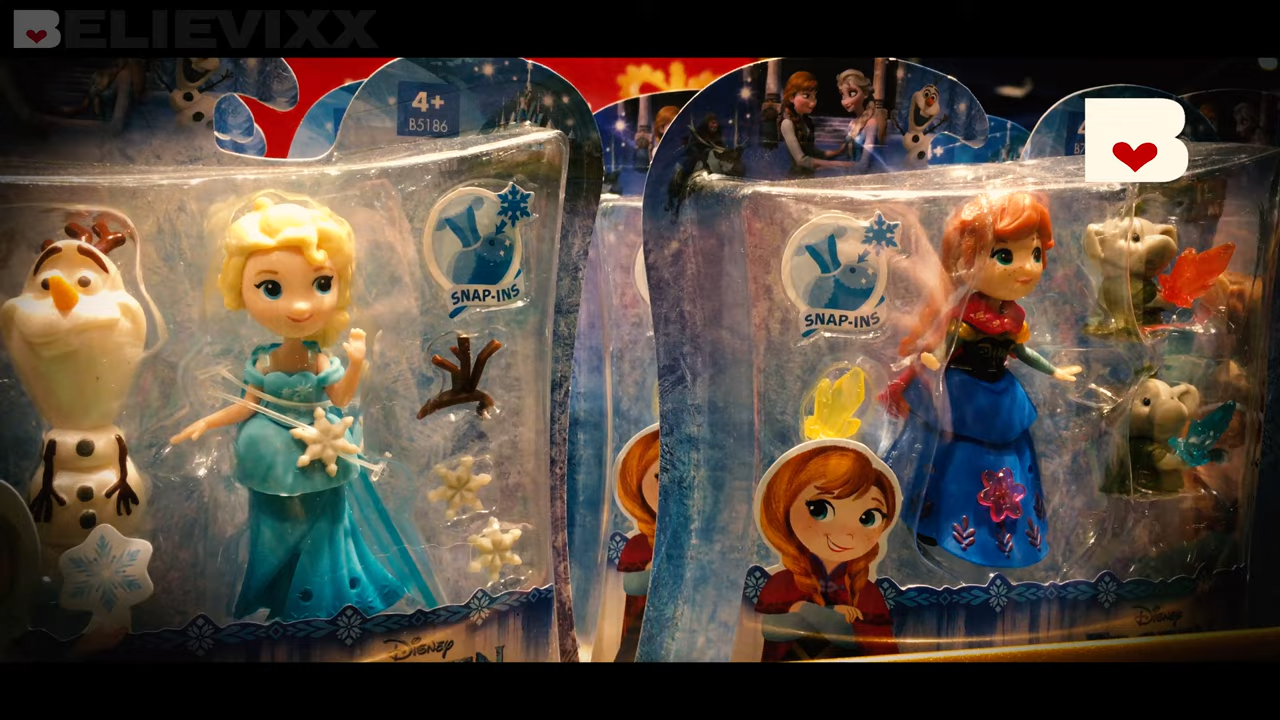 BELIEVIXX
4+
B5186
B
SNAP-INS
SNAP-INS
Disney
Disney